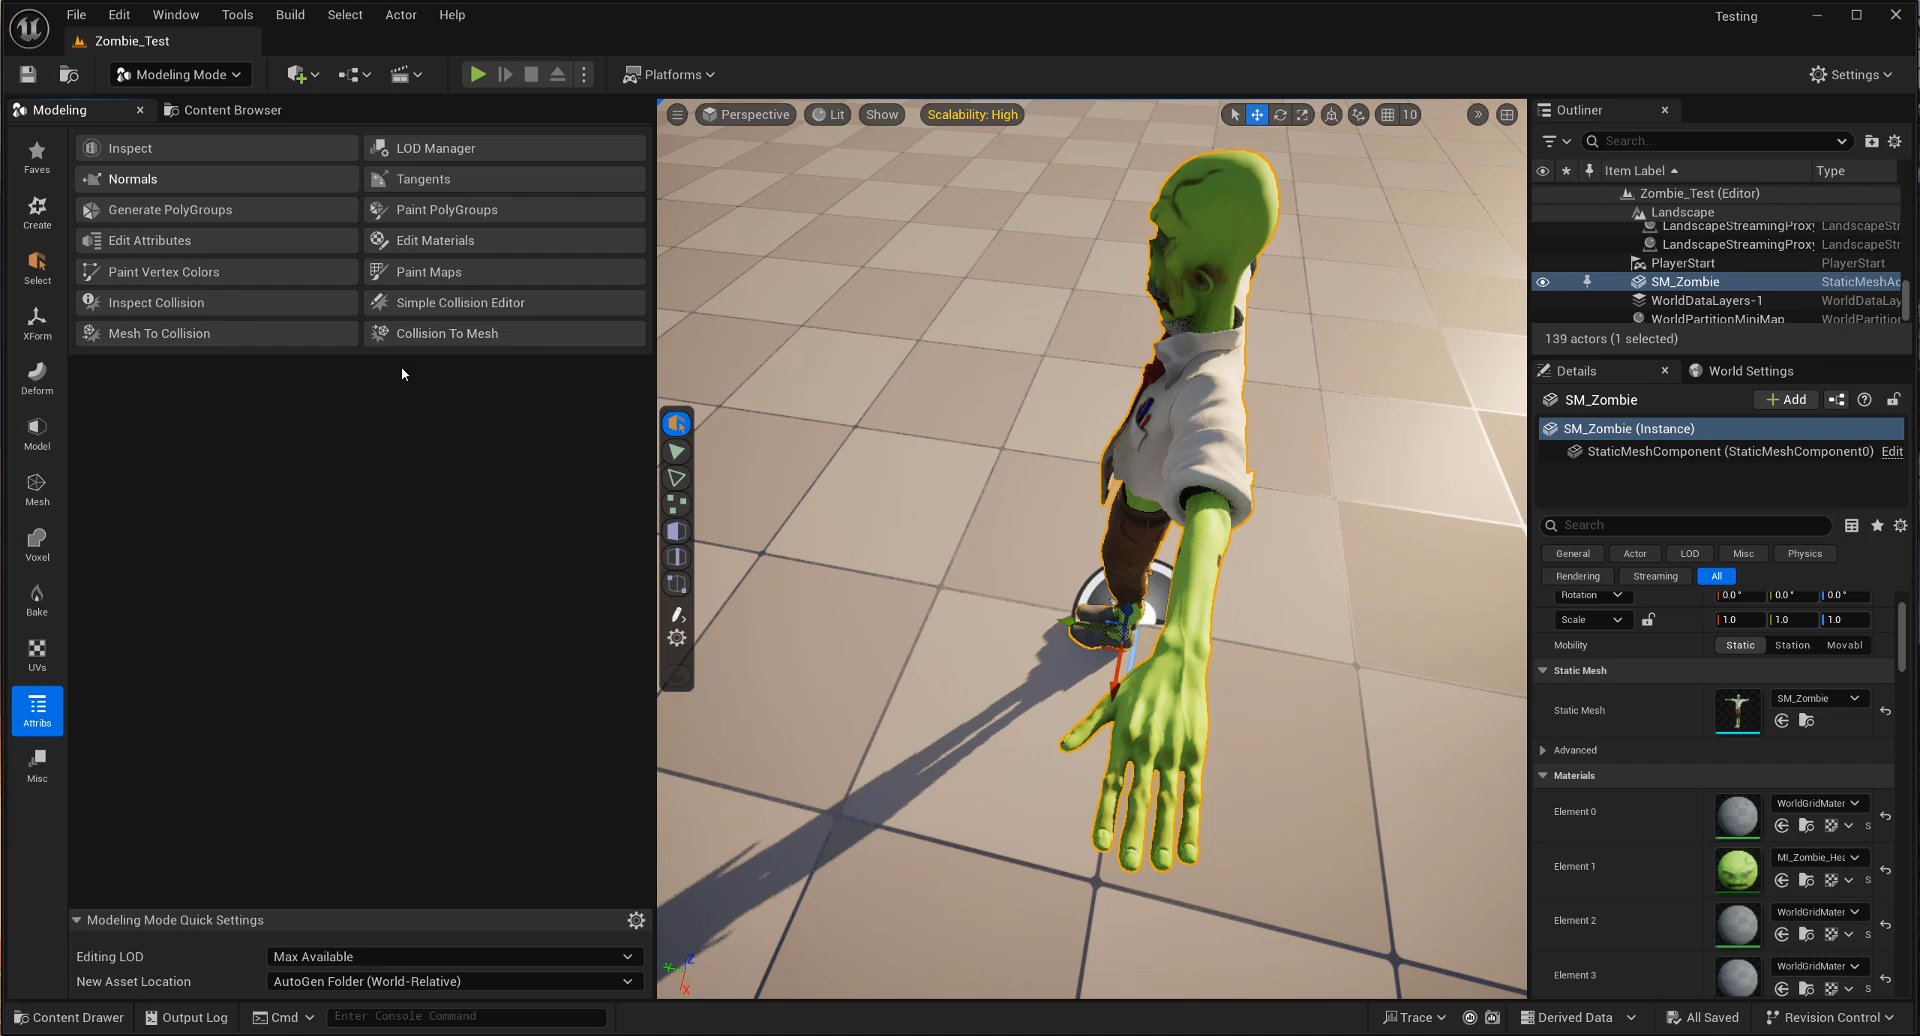 File Edit Window Tools Build Select Actor Help
Testing
Zombie_Test
Modeling Mode
Platforms
Settings
Modeling
Content Browser
Faves
Create
Select
XForm
Deform
Model
Mesh
Voxel
Bake
UVs
Attribs
Misc
Inspect LOD Manager
Normals Tangents
Generate PolyGroups Paint PolyGroups
Edit Attributes Edit Materials
Paint Vertex Colors Paint Maps
Inspect Collision Simple Collision Editor
Mesh To Collision Collision To Mesh
Modeling Mode Quick Settings
Editing LOD Max Available
New Asset Location AutoGen Folder (World-Relative)
Perspective Lit Show Scalability: High 10
Z
Y
X
Outliner
Search...
Item Label Type
Zombie_Test (Editor)
Landscape
LandscapeStreamingProxy LandscapeStr
LandscapeStreamingProxy LandscapeStr
PlayerStart PlayerStart
SM_Zombie StaticMeshAc
WorldDataLayers-1 WorldDataLay
WorldPartitionMiniMap WorldPartition
139 actors (1 selected)
Details World Settings
SM_Zombie Add
SM_Zombie (Instance)
StaticMeshComponent (StaticMeshComponent0) Edit
Search
General Actor LOD Misc Physics
Rendering Streaming All
Rotation 0.0° 0.0° 0.0°
Scale 1.0 1.0 1.0
Mobility Static Station Movabl
Static Mesh
Static Mesh SM_Zombie
Advanced
Materials
Element 0 WorldGridMater
S
Element 1 MI_Zombie_Hea
S
Element 2 WorldGridMater
S
Element 3 WorldGridMater
S
Content Drawer Output Log Cmd Enter Console Command Trace Derived Data All Saved Revision Control